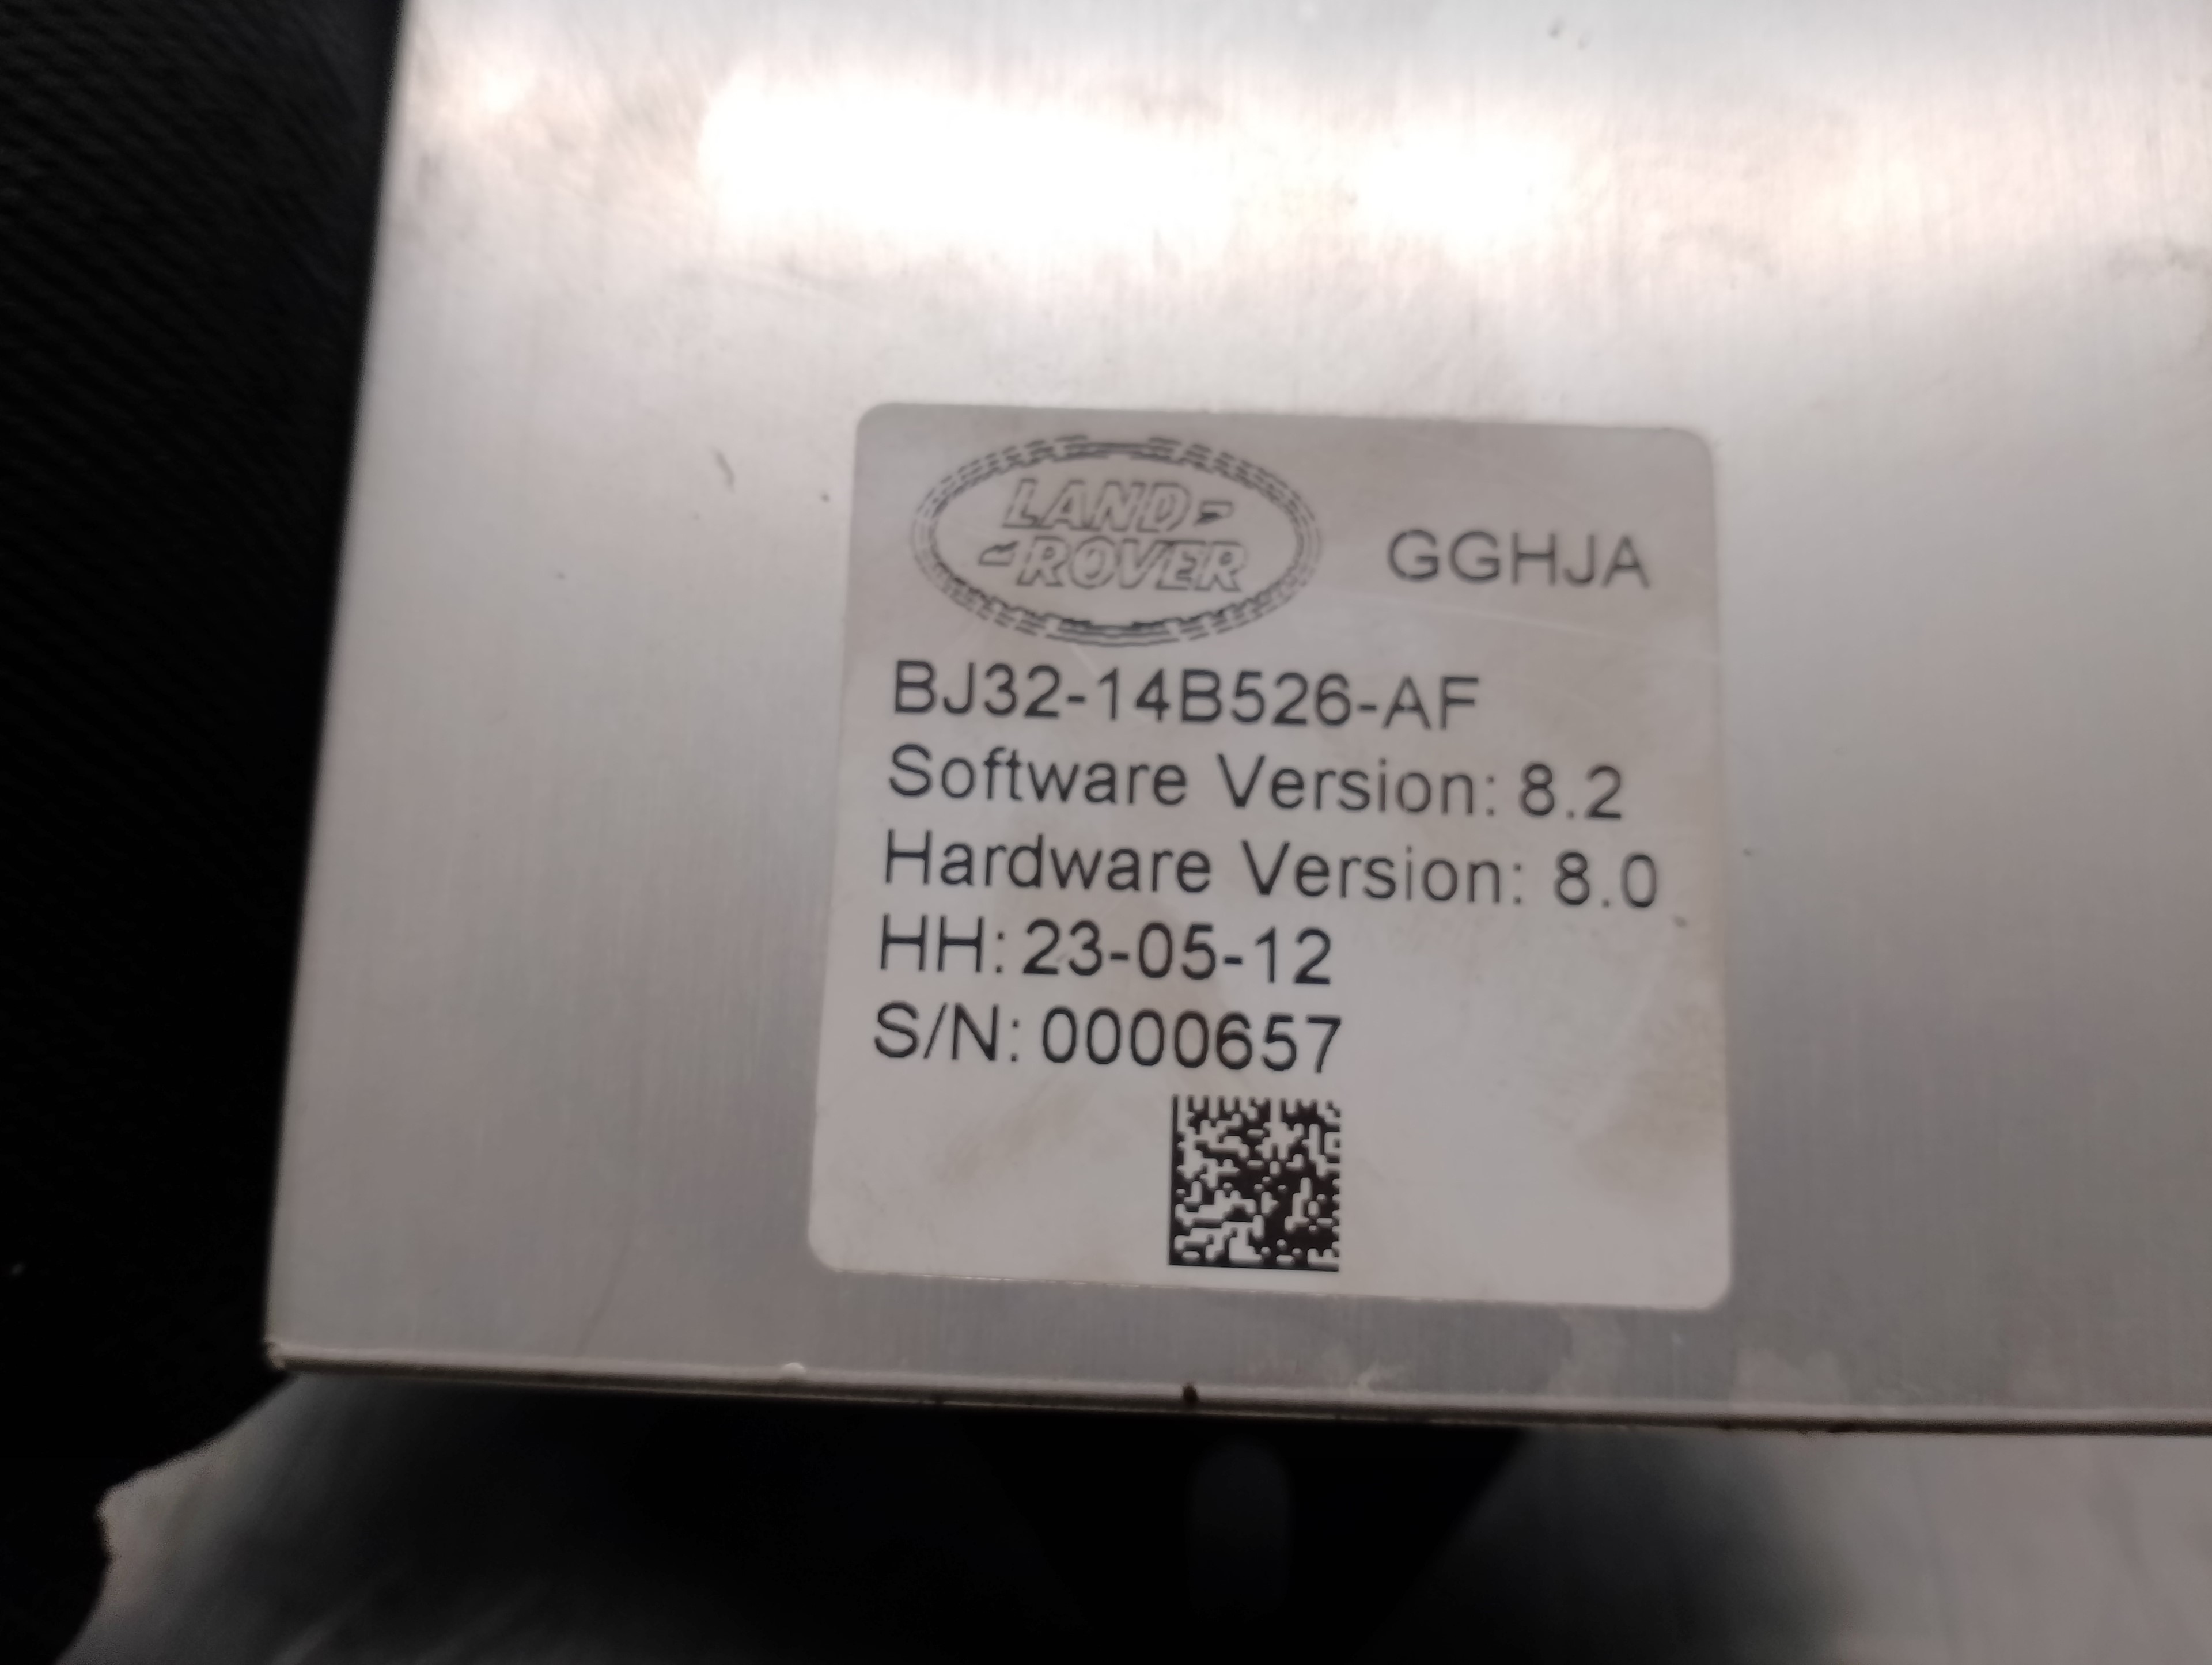 LAND-
-ROVER
GGHJA
BJ32-14B526-AF
Software Version: 8.2
Hardware Version: 8.0
HH: 23-05-12
S/N: 0000657